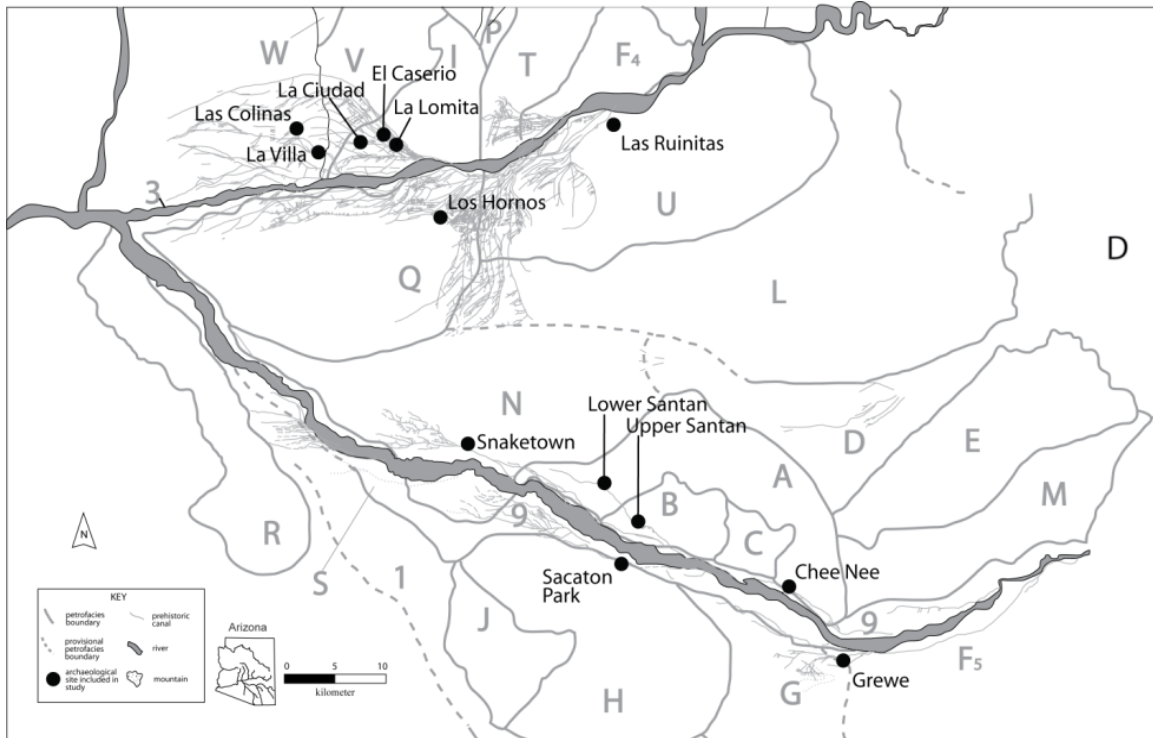 W
V
I
P
T
F4
El Caserio
La Ciudad
La Lomita
Las Colinas
La Villa
Las Ruinitas
3
Los Hornos
U
Q
D
L
Lower Santan
Upper Santan
N
Snaketown
D
E
A
B
M
9
C
R
S
1
Sacaton
Park
Chee Nee
J
9
F5
G
Grewe
H
KEY
petrofacies
boundary
prehistoric
canal
provisional
petrofacies
boundary
river
archaeological
site included in
study
mountain
Arizona
0 5 10
kilometer